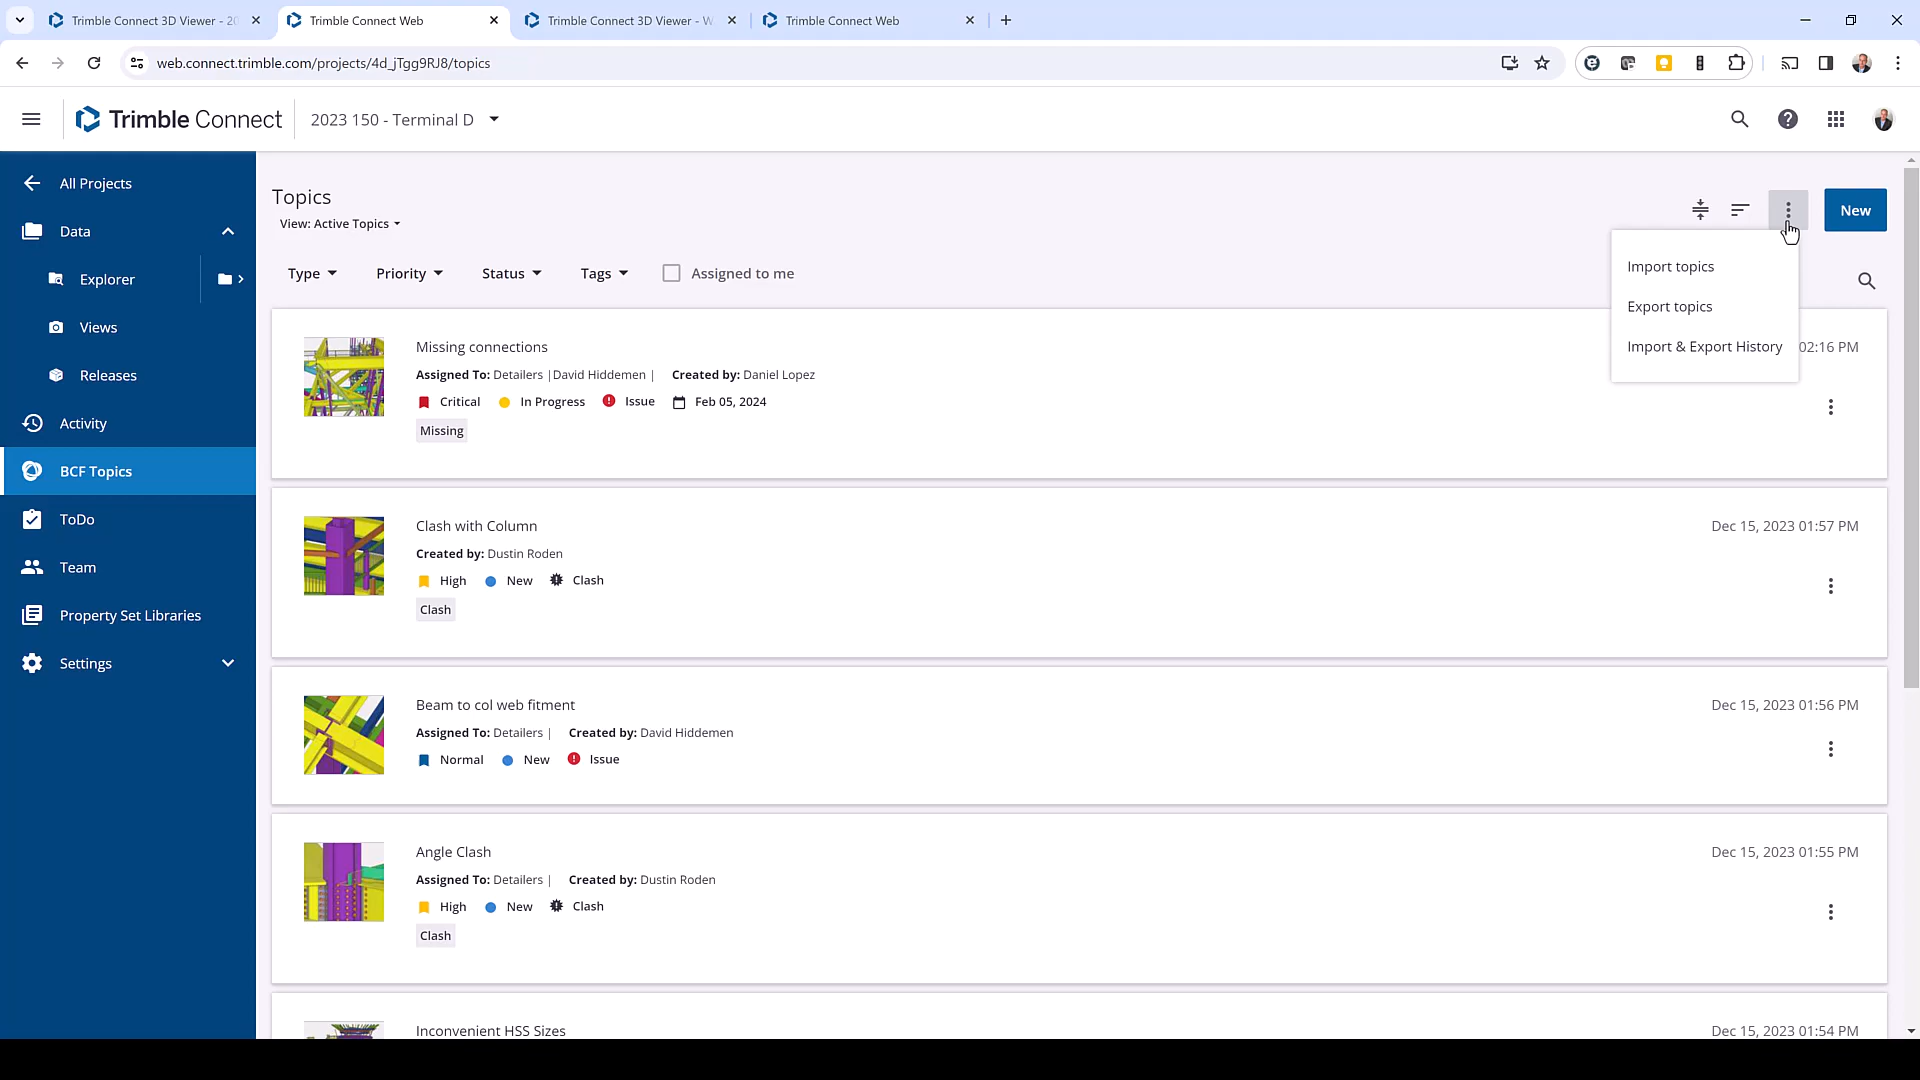 Trimble Connect 3D Viewer - 20
Trimble Connect Web
Trimble Connect 3D Viewer - W
Trimble Connect Web
web.connect.trimble.com/projects/4d_jTgg9RJ8/topics
Trimble Connect
2023 150 - Terminal D
All Projects
Data
Explorer
Views
Releases
Activity
BCF Topics
ToDo
Team
Property Set Libraries
Settings
Topics
View: Active Topics
New
Import topics
Export topics
Import & Export History
Type
Priority
Status
Tags
Assigned to me
Missing connections
02:16 PM
Assigned To: Detailers |David Hiddemen | Created by: Daniel Lopez
Critical In Progress Issue Feb 05, 2024
Missing
Clash with Column
Dec 15, 2023 01:57 PM
Created by: Dustin Roden
High New Clash
Clash
Beam to col web fitment
Dec 15, 2023 01:56 PM
Assigned To: Detailers | Created by: David Hiddemen
Normal New Issue
Angle Clash
Dec 15, 2023 01:55 PM
Assigned To: Detailers | Created by: Dustin Roden
High New Clash
Clash
Inconvenient HSS Sizes
Dec 15, 2023 01:54 PM